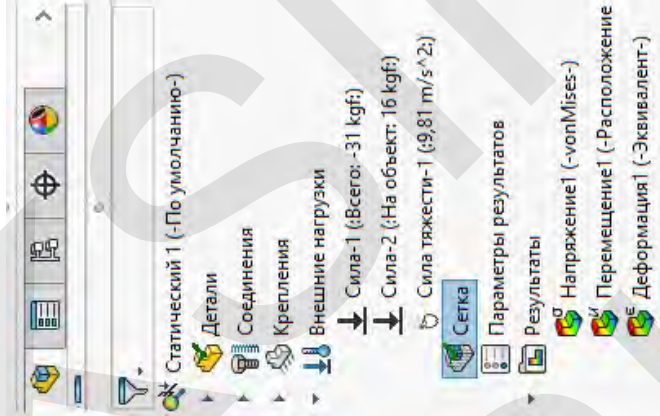 Статический 1 (-По умолчанию-)
Детали
Соединения
Крепления
Внешние нагрузки
Сила-1 (:Всего: -31 kgf:)
Сила-2 (:На объект: 16 kgf:)
Сила тяжести-1 (:9,81 m/s^2:)
Сетка
Параметры результатов
Результаты
Напряжение1 (-vonMises-)
Перемещение1 (-Расположение
Деформация1 (-Эквивалент-)